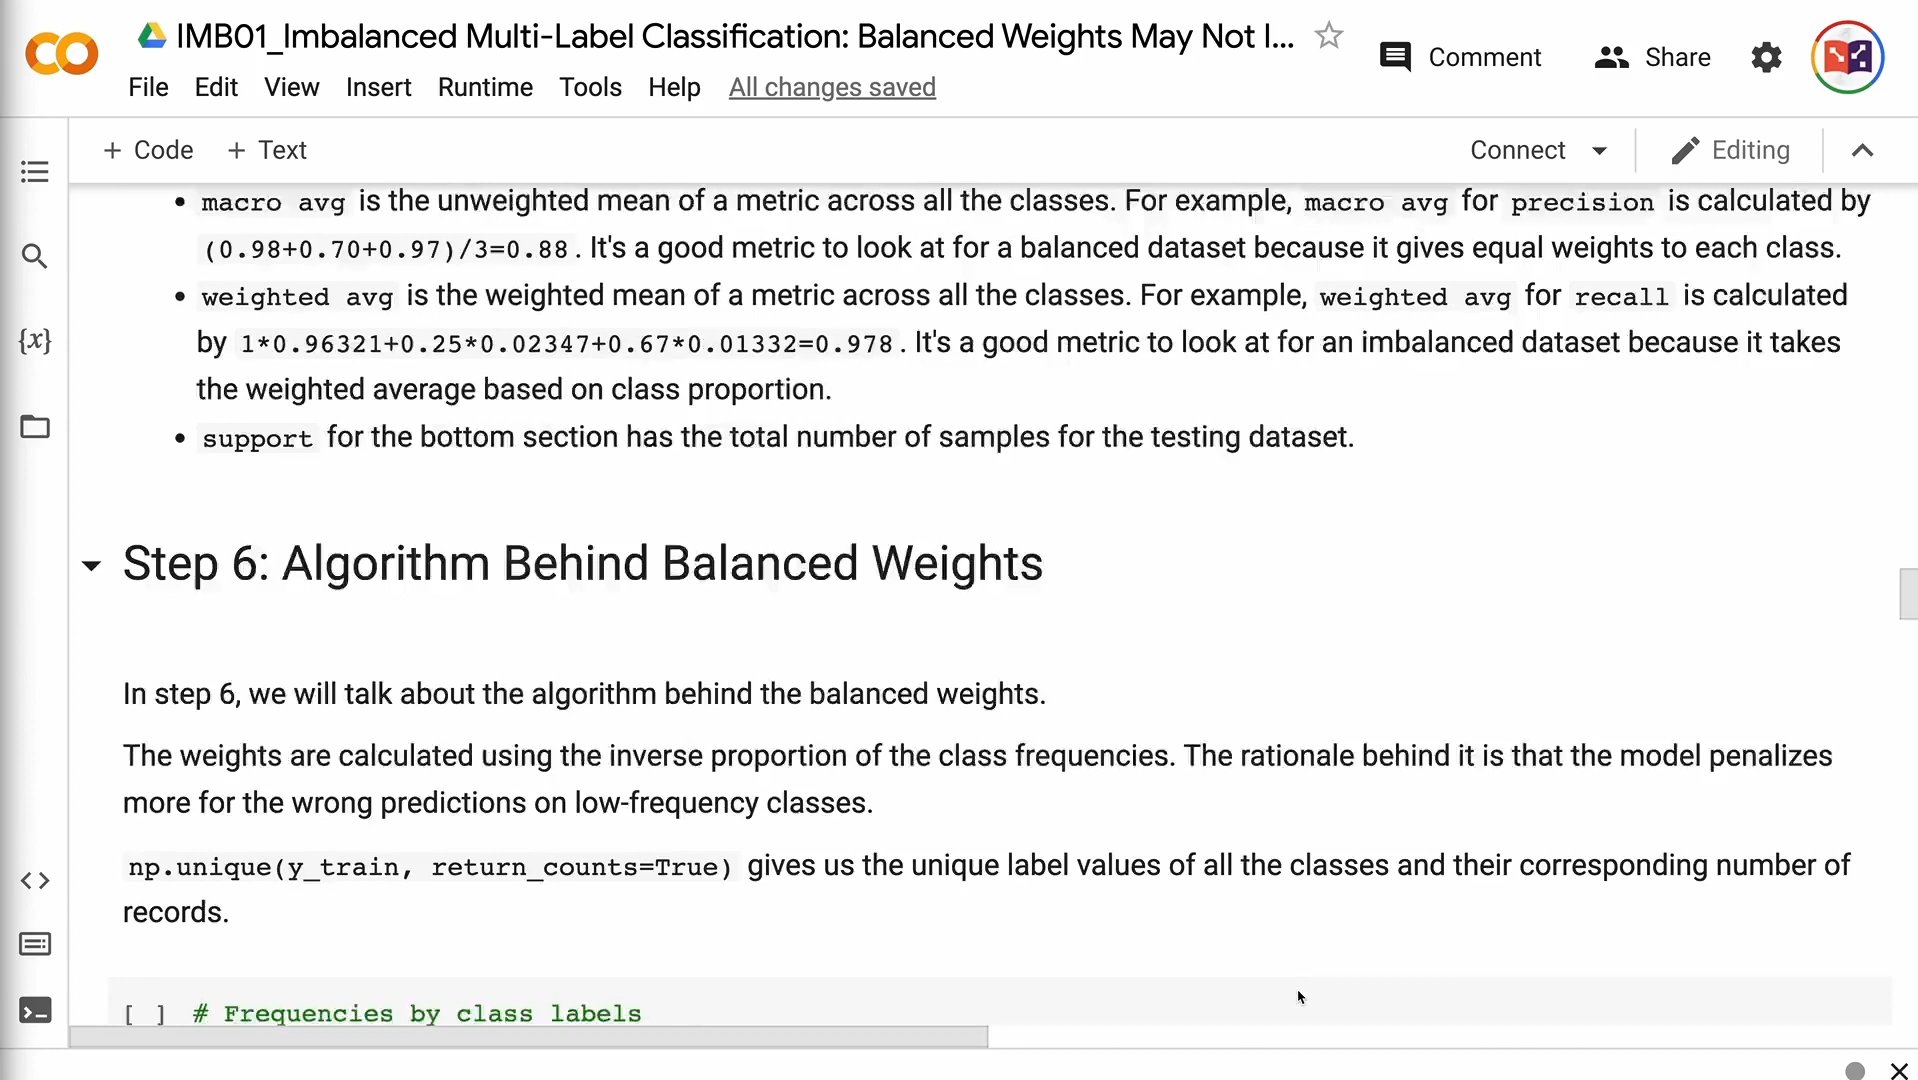 IMB01_Imbalanced Multi-Label Classification: Balanced Weights May Not I...
Comment
Share
File Edit View Insert Runtime Tools Help All changes saved
+ Code + Text
Connect
Editing
• macro avg is the unweighted mean of a metric across all the classes. For example, macro avg for precision is calculated by
(0.98+0.70+0.97)/3=0.88. It's a good metric to look at for a balanced dataset because it gives equal weights to each class.
• weighted avg is the weighted mean of a metric across all the classes. For example, weighted avg for recall is calculated
by 1*0.96321+0.25*0.02347+0.67*0.01332=0.978. It's a good metric to look at for an imbalanced dataset because it takes
the weighted average based on class proportion.
• support for the bottom section has the total number of samples for the testing dataset.
Step 6: Algorithm Behind Balanced Weights
In step 6, we will talk about the algorithm behind the balanced weights.
The weights are calculated using the inverse proportion of the class frequencies. The rationale behind it is that the model penalizes
more for the wrong predictions on low-frequency classes.
np.unique(y_train, return_counts=True) gives us the unique label values of all the classes and their corresponding number of
records.
[ ] # Frequencies by class labels